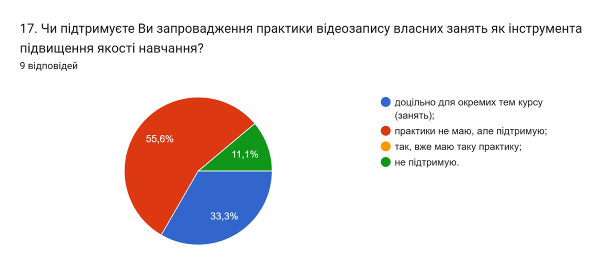 17. Чи підтримуєте Ви запровадження практики відеозапису власних занять як інструмента
підвищення якості навчання?
9 відповідей
доцільно для окремих тем курсу
(занять);
практики не маю, але підтримую;
так, вже маю таку практику;
не підтримую.
55,6%
11,1%
33,3%